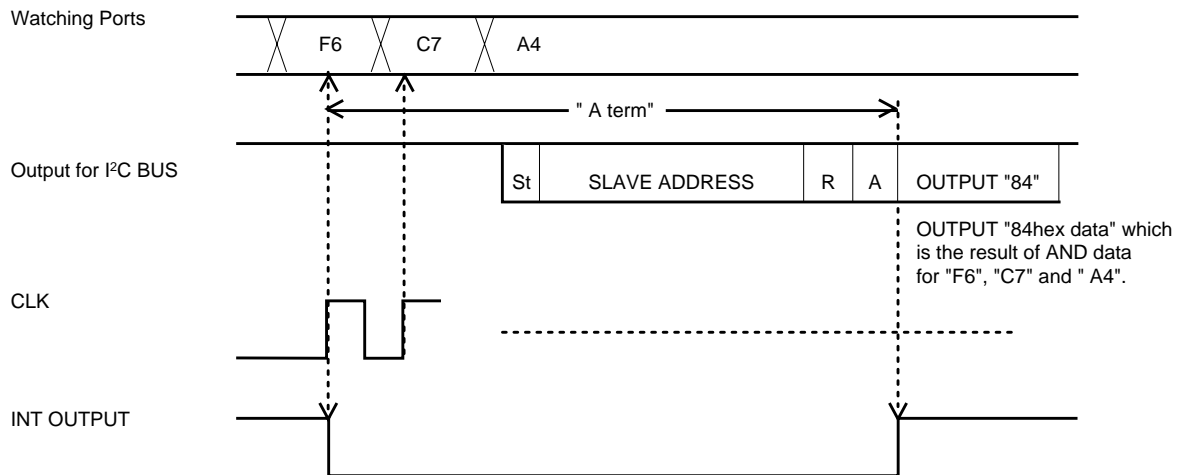 Watching Ports
F6 C7 A4
" A term"
Output for I²C BUS
St SLAVE ADDRESS R A OUTPUT "84"
OUTPUT "84hex data" which
is the result of AND data
for "F6", "C7" and " A4".
CLK
INT OUTPUT